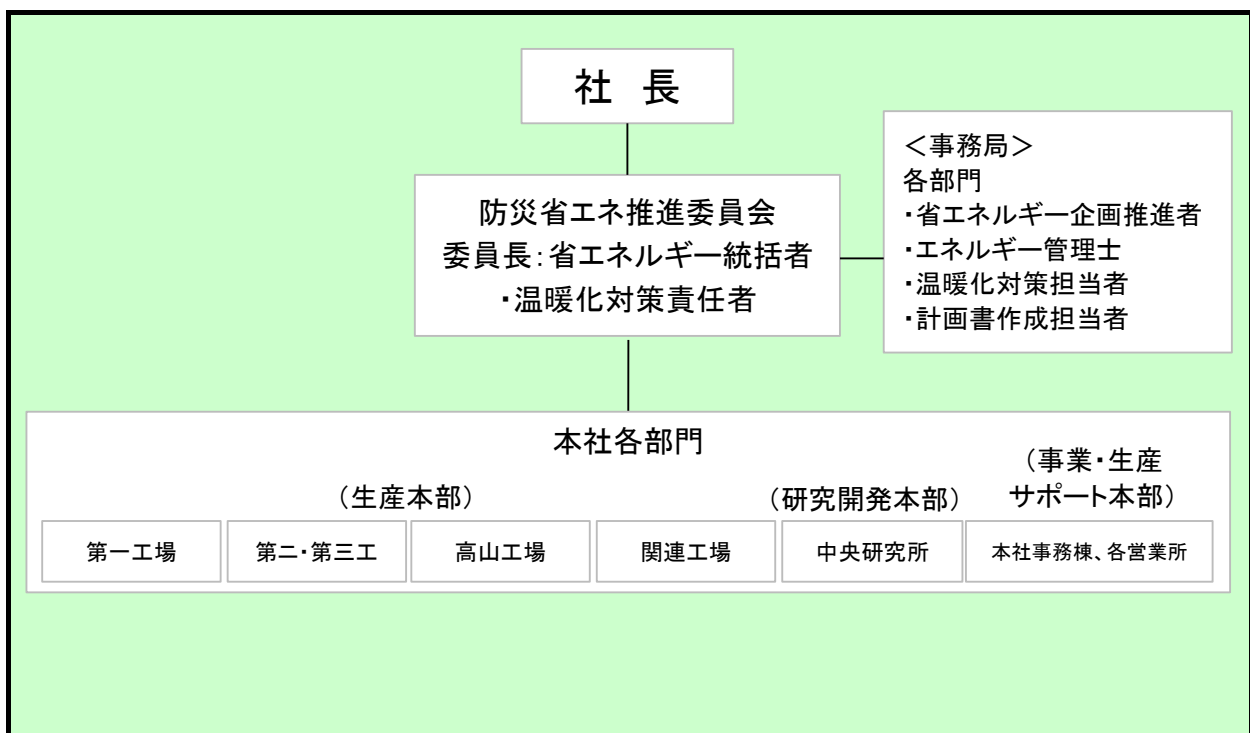 社 長
防災省エネ推進委員会
委員長:省エネルギー統括者
・温暖化対策責任者
<事務局>
各部門
・省エネルギー企画推進者
・エネルギー管理士
・温暖化対策担当者
・計画書作成担当者
本社各部門
(生産本部)
(研究開発本部)
(事業・生産
サポート本部)
第一工場
第二・第三工
高山工場
関連工場
中央研究所
本社事務棟、各営業所